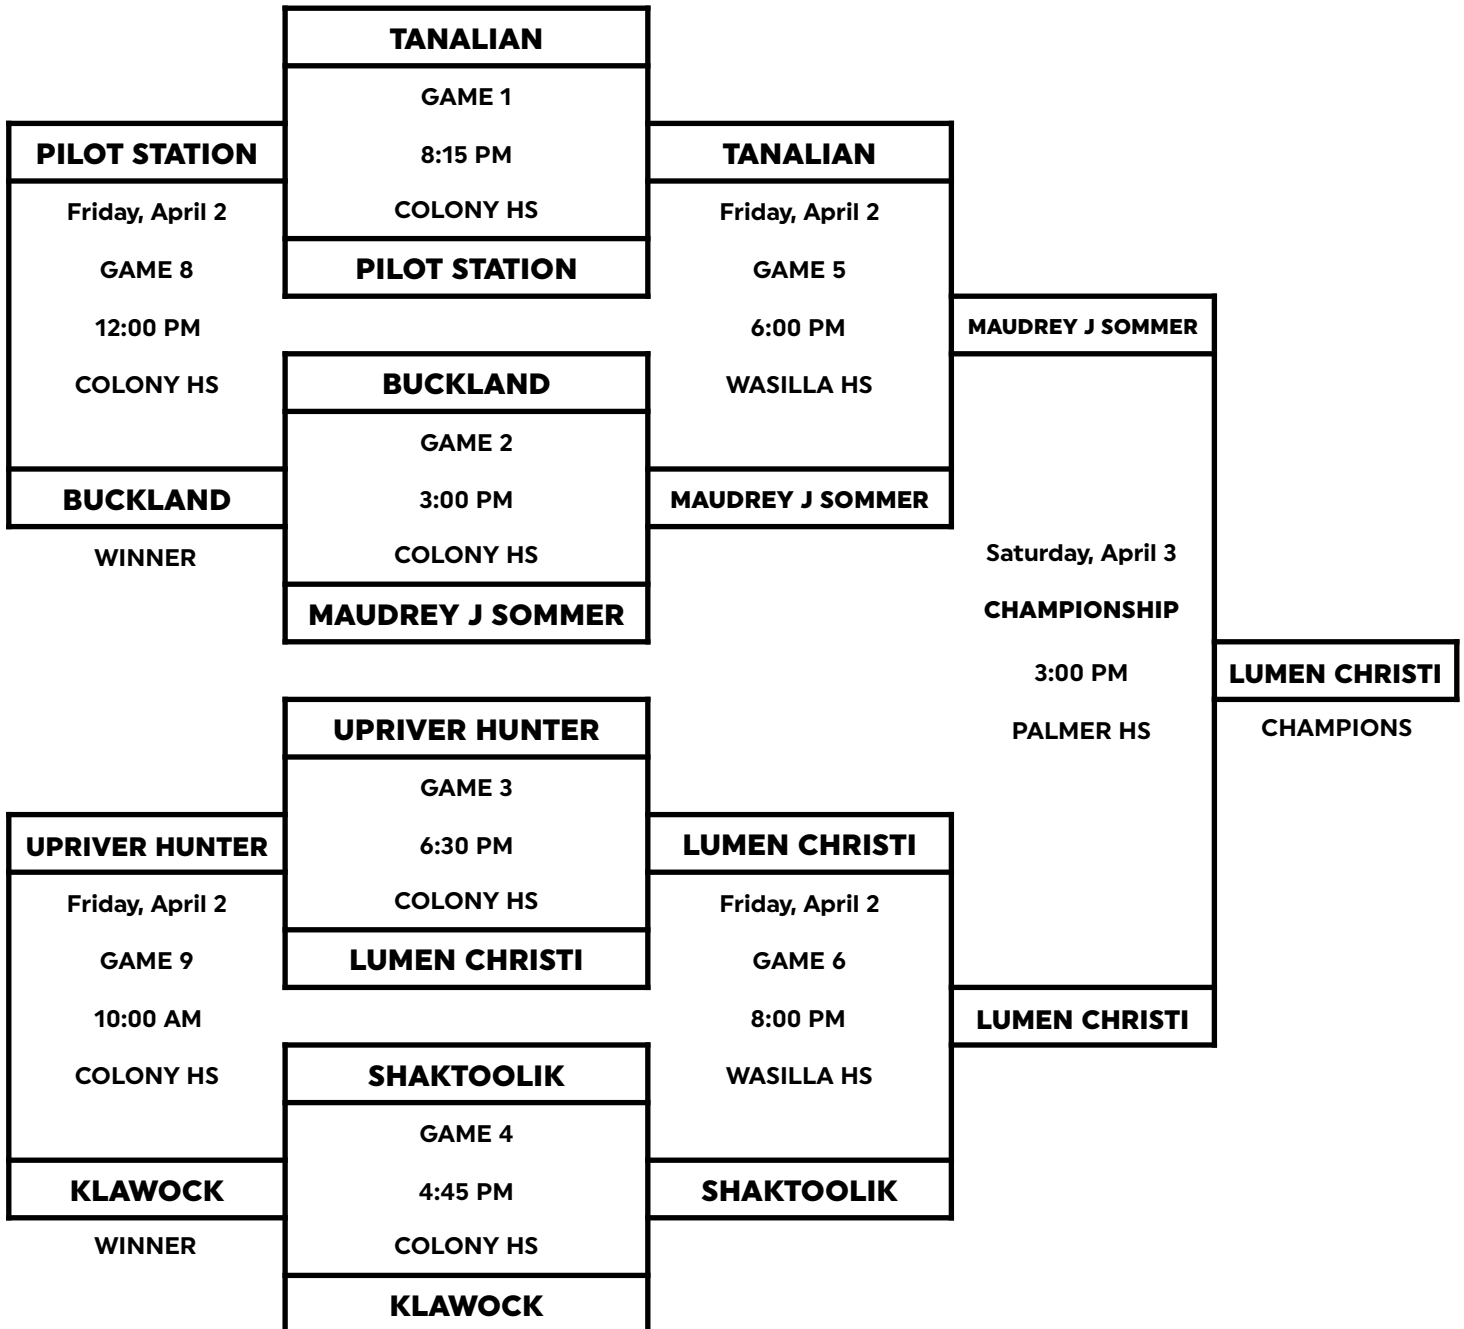 TANALIAN
GAME 1
8:15 PM
COLONY HS
PILOT STATION
PILOT STATION
Friday, April 2
GAME 8
12:00 PM
COLONY HS
BUCKLAND
WINNER
BUCKLAND
GAME 2
3:00 PM
COLONY HS
MAUDREY J SOMMER
TANALIAN
Friday, April 2
GAME 5
6:00 PM
WASILLA HS
MAUDREY J SOMMER
MAUDREY J SOMMER
Saturday, April 3
CHAMPIONSHIP
3:00 PM
PALMER HS
LUMEN CHRISTI
LUMEN CHRISTI
CHAMPIONS
UPRIVER HUNTER
GAME 3
6:30 PM
COLONY HS
LUMEN CHRISTI
UPRIVER HUNTER
Friday, April 2
GAME 9
10:00 AM
COLONY HS
KLAWOCK
WINNER
SHAKTOOLIK
GAME 4
4:45 PM
COLONY HS
KLAWOCK
LUMEN CHRISTI
Friday, April 2
GAME 6
8:00 PM
WASILLA HS
SHAKTOOLIK